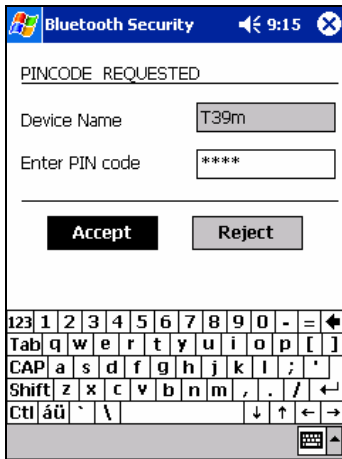 Bluetooth Security 9:15
PINCODE REQUESTED
Device Name T39m
Enter PIN code ****
Accept Reject
123 1 2 3 4 5 6 7 8 9 0 - =
Tab q w e r t y u i o p [ ]
CAP a s d f g h j k l ; '
Shift z x c v b n m , . /
Ctl áü ` \